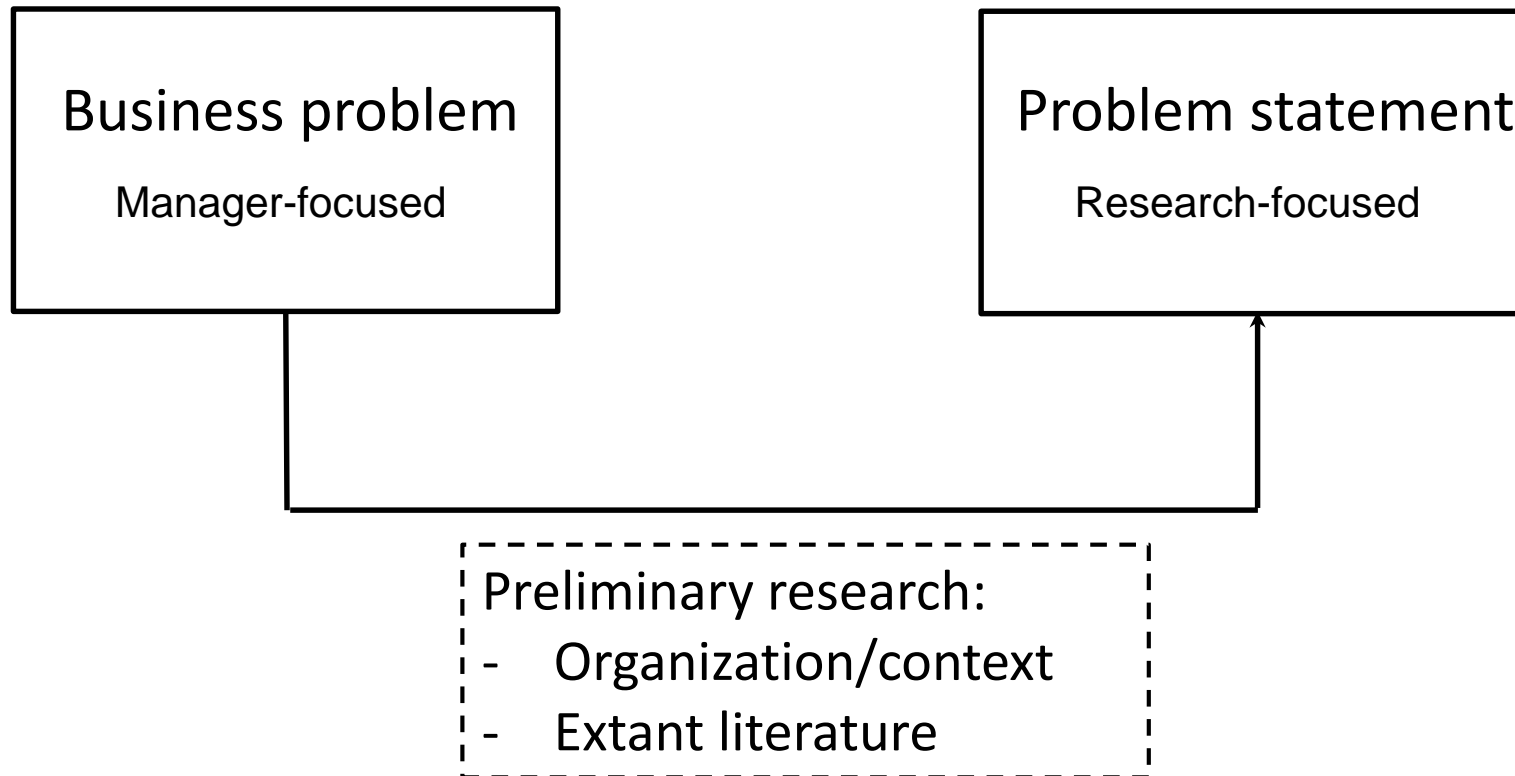 Business problem
Manager-focused
Problem statement
Research-focused
Preliminary research:
- Organization/context
- Extant literature